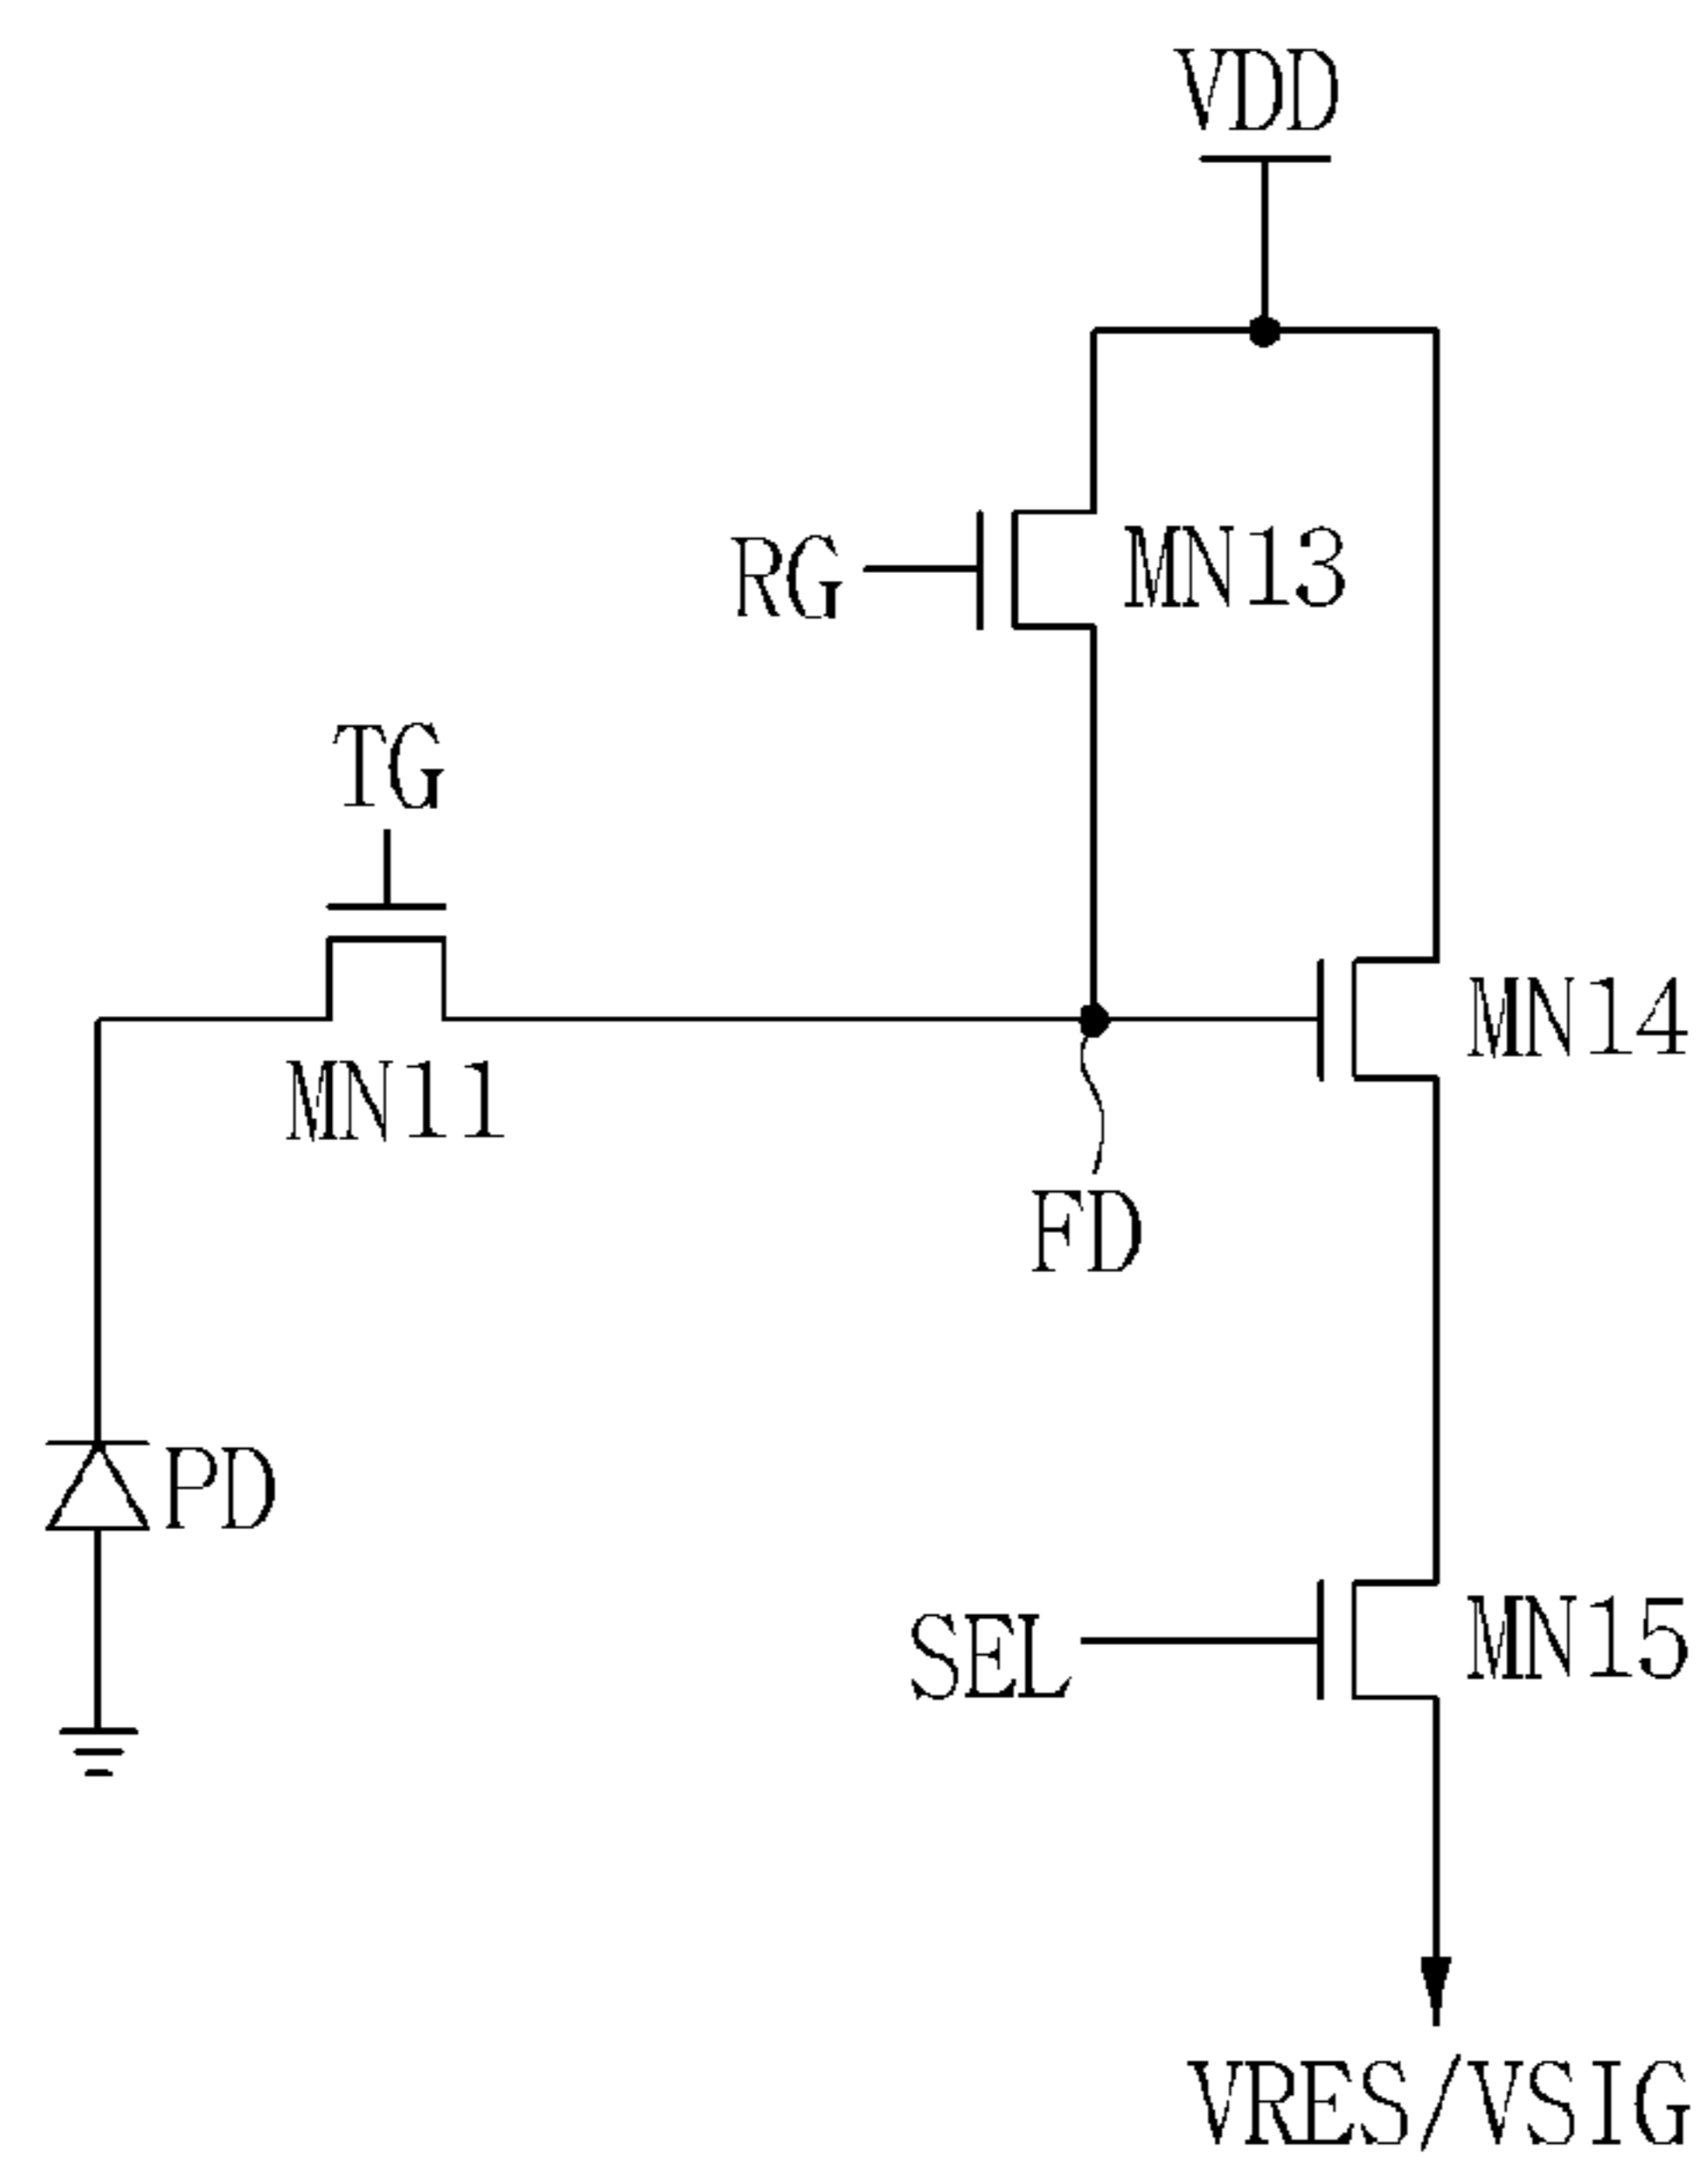 VDD
RG
MN13
TG
MN11
MN14
FD
PD
SEL
MN15
VRES/VSIG